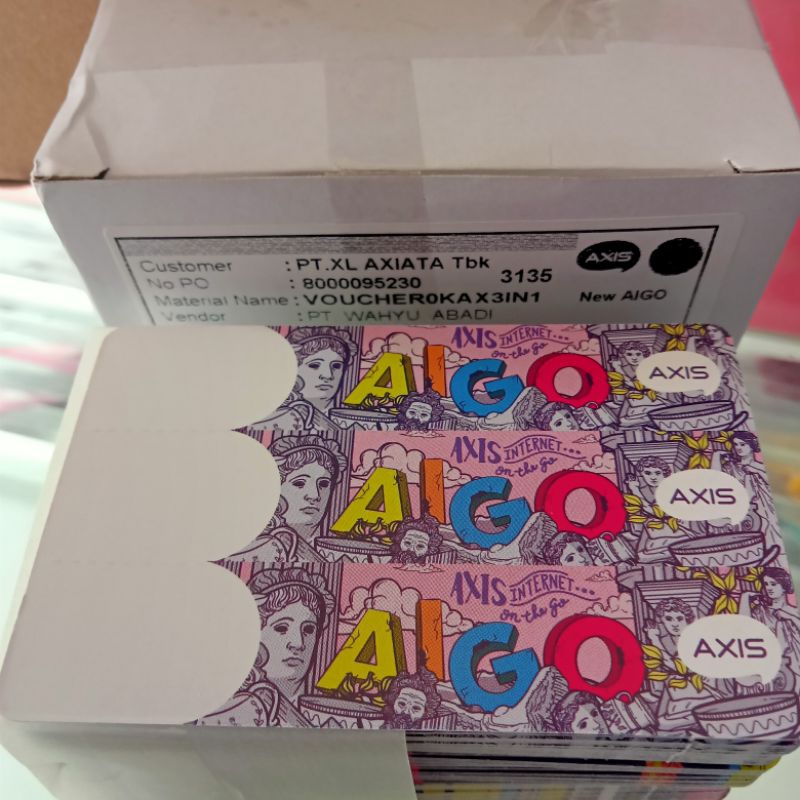 AXIS
Customer : PT.XL AXIATA Tbk
No PO : 8000095230 3135
Material Name : VOUCHER0KAX3IN1 New AIGO
Vendor : PT WAHYU ABADI
AXIS INTERNET...
on the go
AIGO
AXIS
AXIS INTERNET...
on the go
AIGO
AXIS
AXIS INTERNET...
on the go
AIGO
AXIS